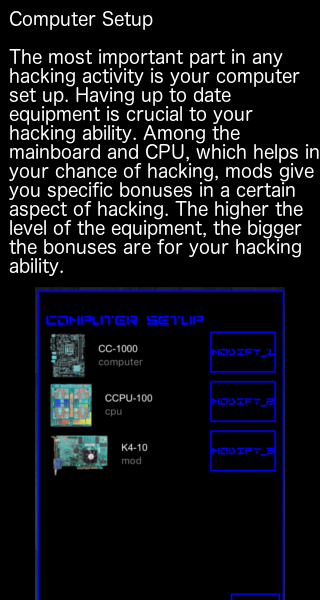 Computer Setup
The most important part in any
hacking activity is your computer
set up. Having up to date
equipment is crucial to your
hacking ability. Among the
mainboard and CPU, which helps in
your chance of hacking, mods give
you specific bonuses in a certain
aspect of hacking. The higher the
level of the equipment, the bigger
the bonuses are for your hacking
ability.
COMPUTER SETUP
CC-1000
computer
MODIFY_1
CCPU-100
cpu
MODIFY_2
K4-10
mod
MODIFY_3